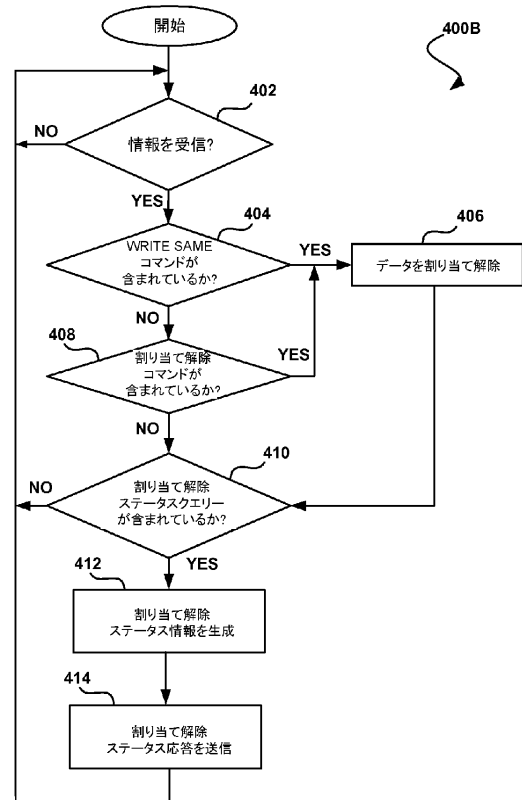 開始
400B
402
情報を受信?
NO
YES
404
WRITE SAME
コマンドが
含まれているか?
YES
406
データを割り当て解除
NO
408
割り当て解除
コマンドが
含まれているか?
YES
NO
410
割り当て解除
ステータスクエリー
が含まれているか?
NO
YES
412
割り当て解除
ステータス情報を生成
414
割り当て解除
ステータス応答を送信